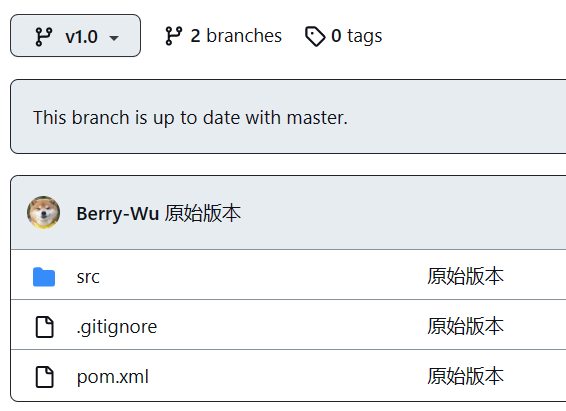 v1.0 2 branches 0 tags
This branch is up to date with master.
Berry-Wu 原始版本
src 原始版本
.gitignore 原始版本
pom.xml 原始版本